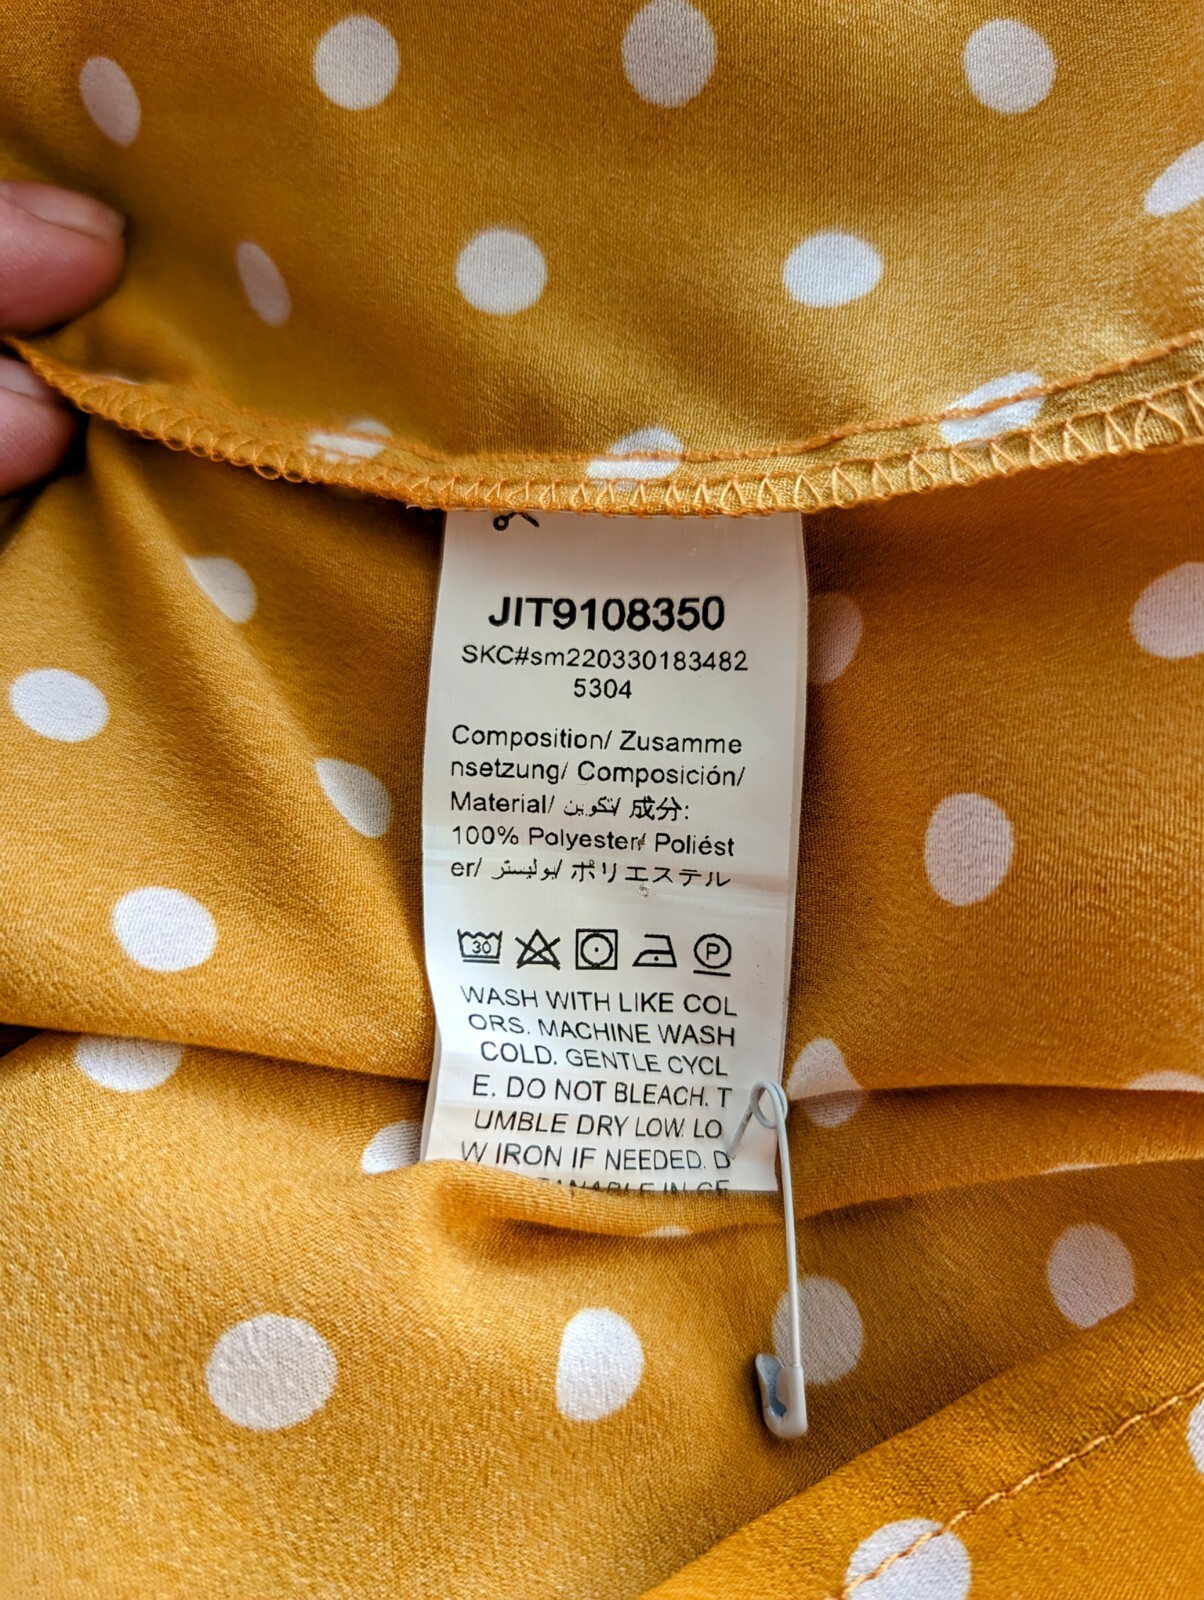 JIT9108350
SKC#sm220330183482
5304
Composition/ Zusamme
nsetzung/ Composición/
Material/ تكوين/ 成分:
100% Polyester/ Poliést
er/ بوليستر/ ポリエステル
30 P
WASH WITH LIKE COL
ORS. MACHINE WASH
COLD. GENTLE CYCL
E. DO NOT BLEACH. T
UMBLE DRY LOW. LO
W IRON IF NEEDED. D